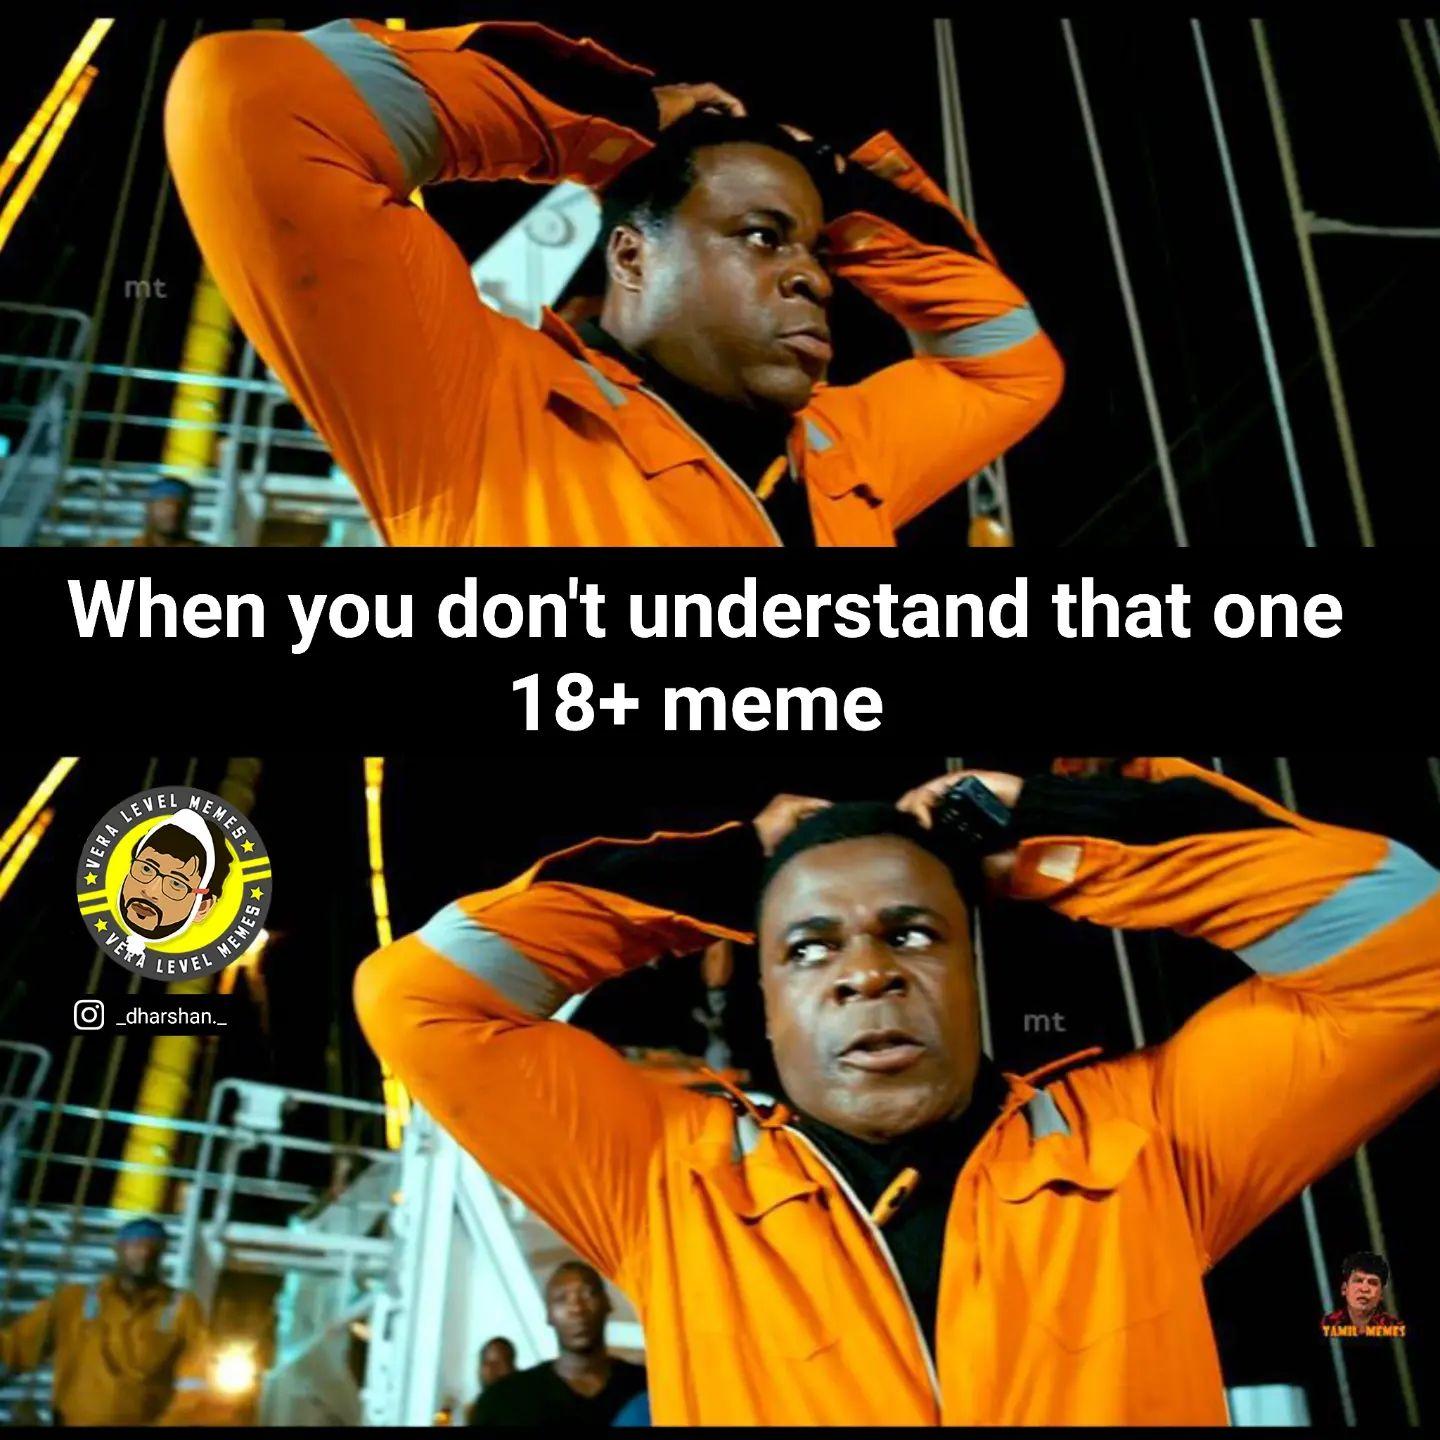 mt
When you don't understand that one
18+ meme
VERA LEVEL MEMES
VERA LEVEL MEMES
_dharshan._
mt
TAMIL MEMES